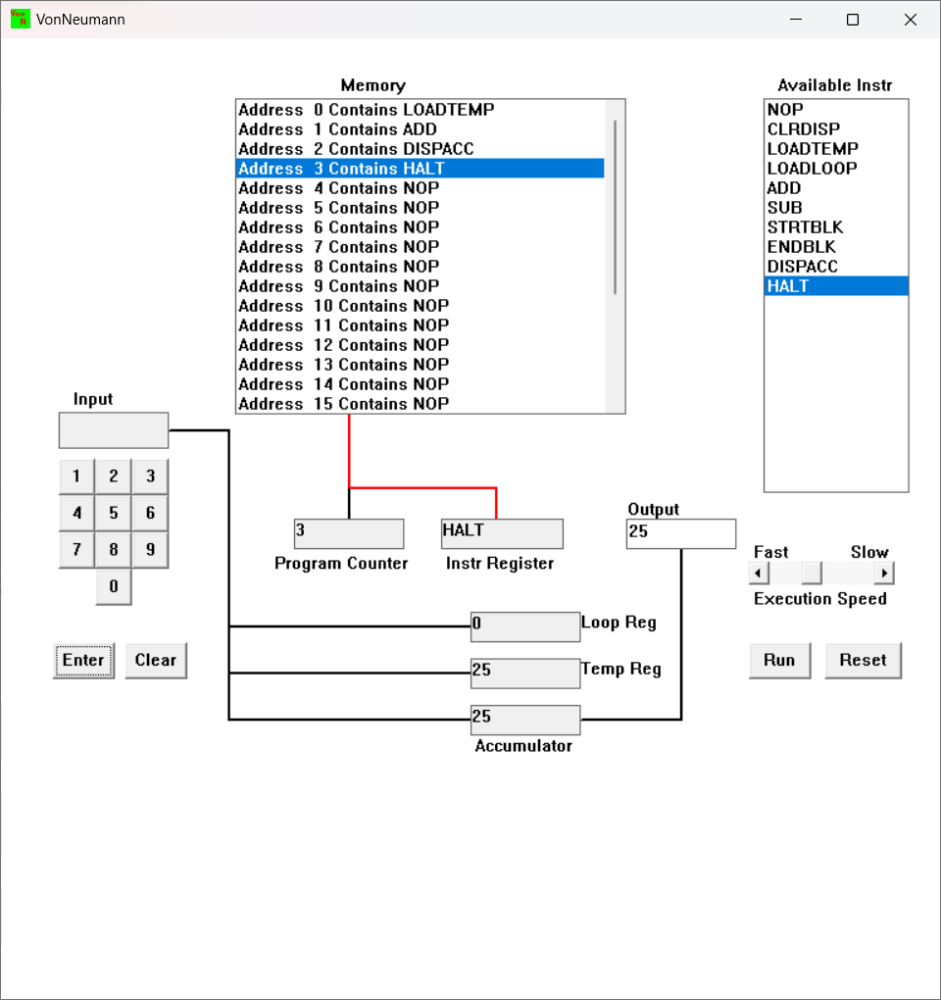 VonNeumann
Memory
Address 0 Contains LOADTEMP
Address 1 Contains ADD
Address 2 Contains DISPACC
Address 3 Contains HALT
Address 4 Contains NOP
Address 5 Contains NOP
Address 6 Contains NOP
Address 7 Contains NOP
Address 8 Contains NOP
Address 9 Contains NOP
Address 10 Contains NOP
Address 11 Contains NOP
Address 12 Contains NOP
Address 13 Contains NOP
Address 14 Contains NOP
Address 15 Contains NOP
Available Instr
NOP
CLRDISP
LOADTEMP
LOADLOOP
ADD
SUB
STRTBLK
ENDBLK
DISPACC
HALT
Input
1 2 3
4 5 6
7 8 9
0
Enter Clear
3
Program Counter
HALT
Instr Register
Output
25
Fast Slow
Execution Speed
0 Loop Reg
25 Temp Reg
25
Accumulator
Run Reset